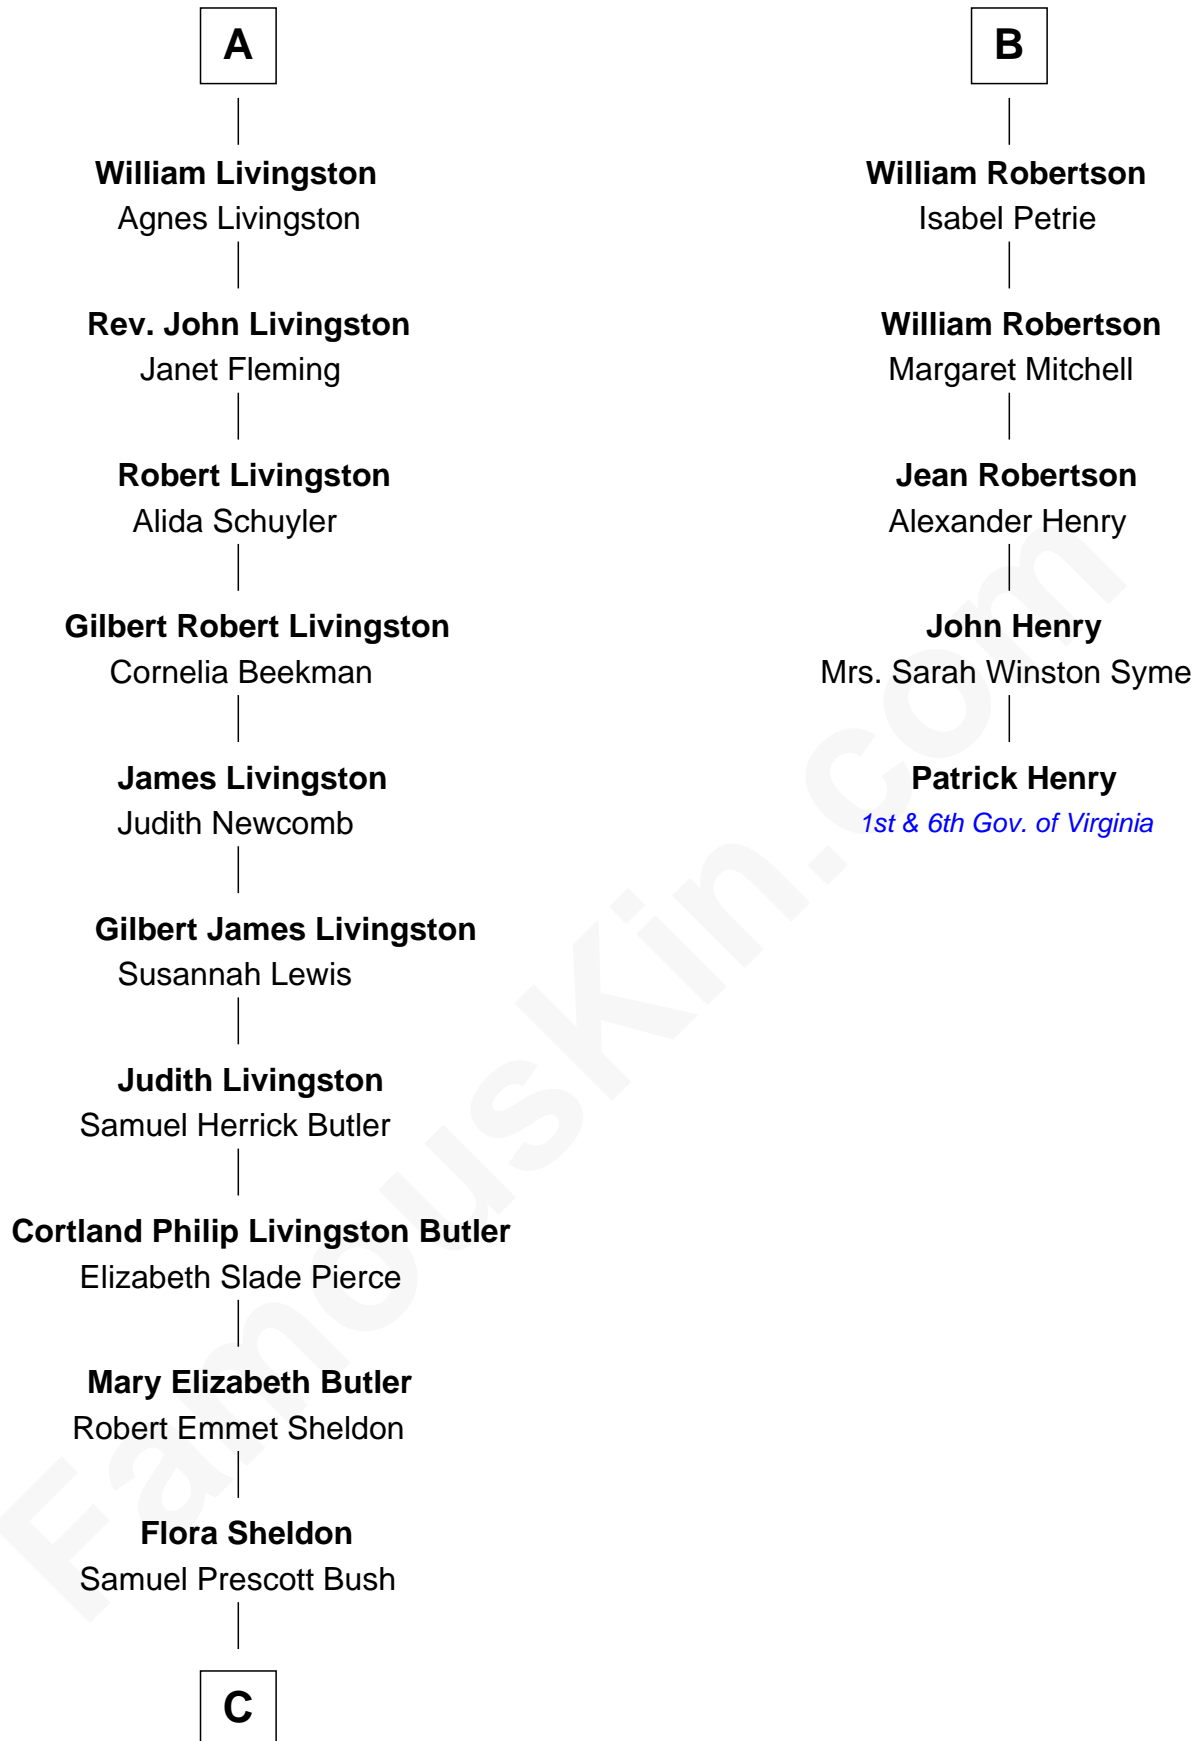 A
William Livingston
Agnes Livingston
Rev. John Livingston
Janet Fleming
Robert Livingston
Alida Schuyler
Gilbert Robert Livingston
Cornelia Beekman
James Livingston
Judith Newcomb
Gilbert James Livingston
Susannah Lewis
Judith Livingston
Samuel Herrick Butler
Cortland Philip Livingston Butler
Elizabeth Slade Pierce
Mary Elizabeth Butler
Robert Emmet Sheldon
Flora Sheldon
Samuel Prescott Bush
C
B
William Robertson
Isabel Petrie
William Robertson
Margaret Mitchell
Jean Robertson
Alexander Henry
John Henry
Mrs. Sarah Winston Syme
Patrick Henry
1st & 6th Gov. of Virginia
FamousKin.com